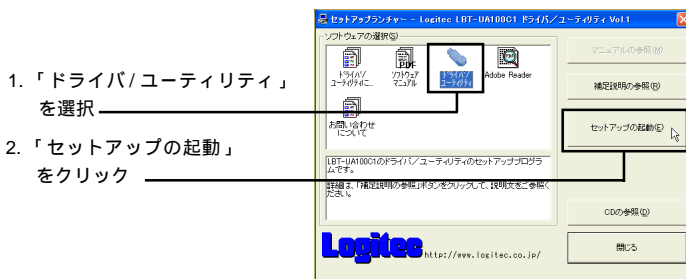 1.「ドライバ/ユーティリティ」
を選択
2.「セットアップの起動」
をクリック
セットアップランチャー - Logitec LBT-UA100C1 ドライバ／ユーティリティ Vol.1
ソフトウェアの選択(S)
ドライバ/
ユーティリティに...
ソフトウェア
マニュアル
ドライバ/
ユーティリティ
Adobe Reader
お問い合わせ
について
LBT-UA100C1のドライバ／ユーティリティのセットアッププログラ
ムです。
詳細は、「補足説明の参照」ボタンをクリックして、説明文をご参照く
ださい。
マニュアルの参照(M)
補足説明の参照(R)
セットアップの起動(E)
CDの参照(D)
閉じる
Logitec
http://www.logitec.co.jp/